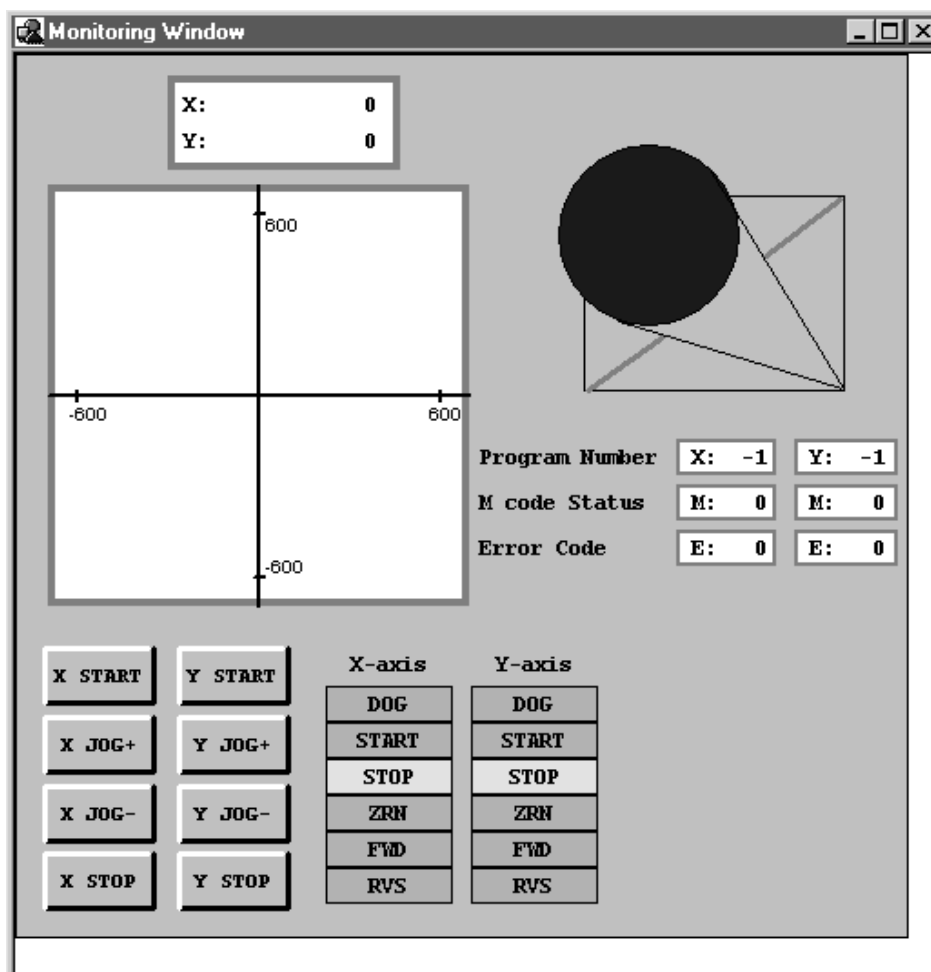 Monitoring Window
X: 0
Y: 0
600
-600
600
-600
Program Number X: -1 Y: -1
M code Status M: 0 M: 0
Error Code E: 0 E: 0
X START Y START
X JOG+ Y JOG+
X JOG- Y JOG-
X STOP Y STOP
X-axis Y-axis
DOG DOG
START START
STOP STOP
ZRN ZRN
FWD FWD
RVS RVS